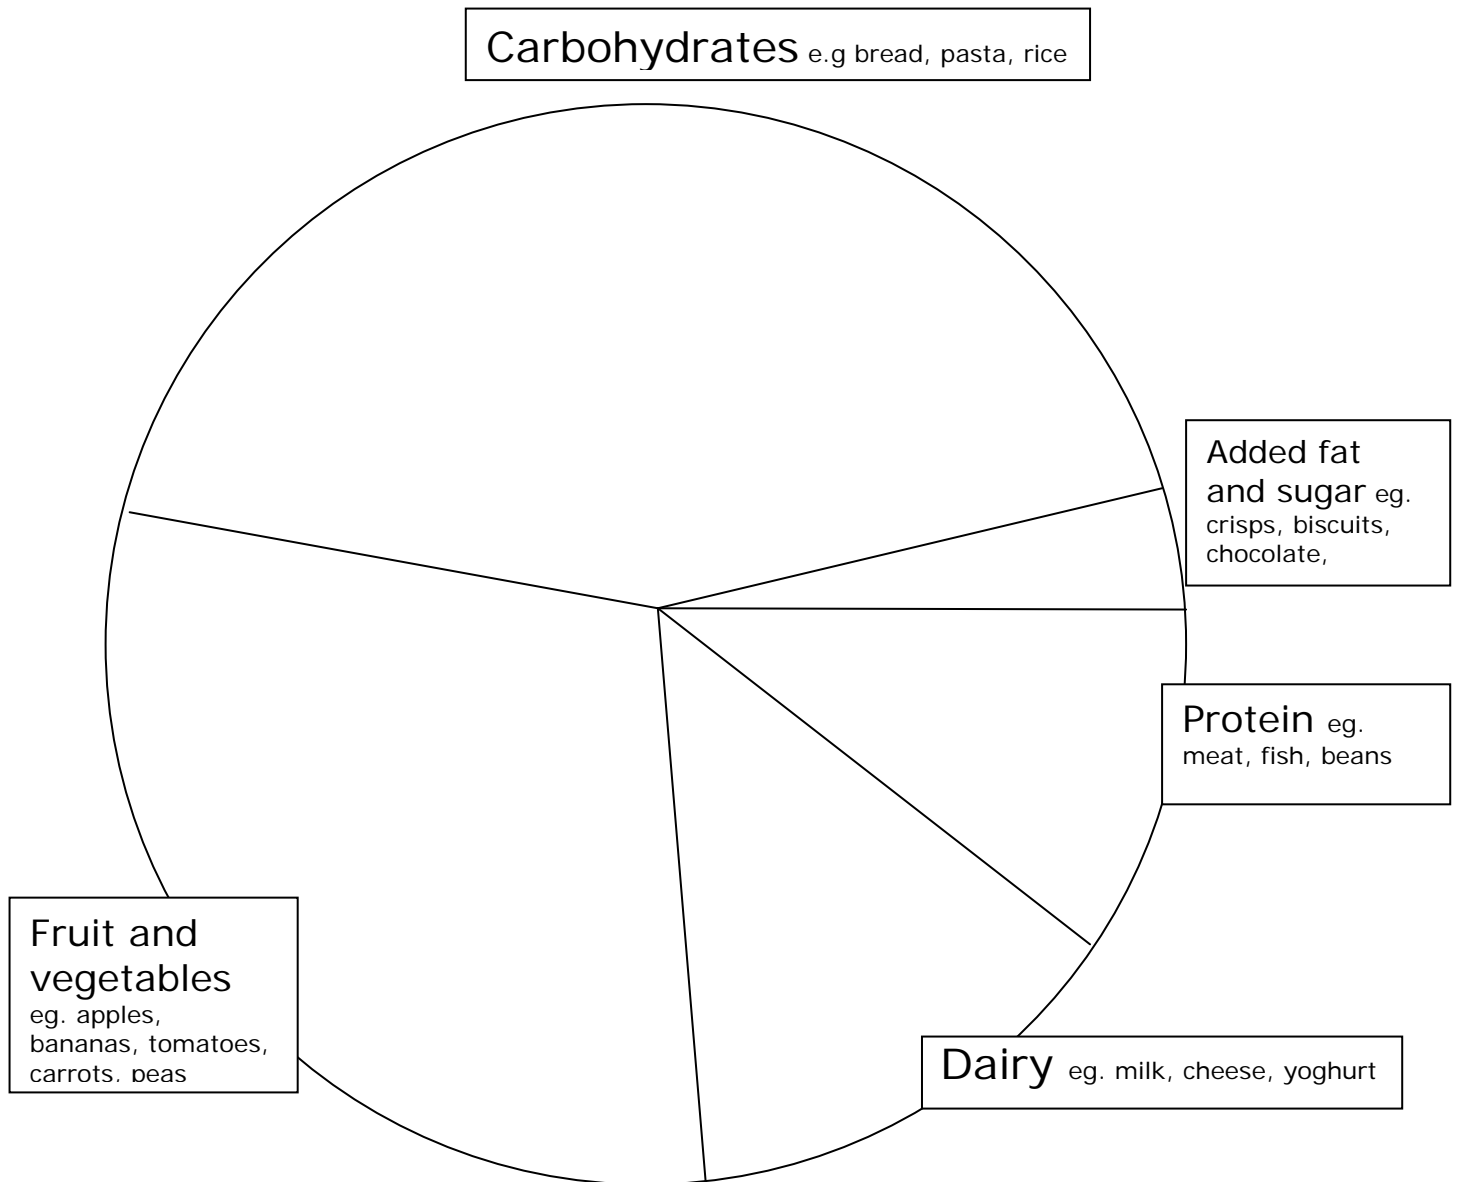 Carbohydrates e.g bread, pasta, rice
Added fat
and sugar eg.
crisps, biscuits,
chocolate,
Protein eg.
meat, fish, beans
Fruit and
vegetables
eg. apples,
bananas, tomatoes,
carrots, peas
Dairy eg. milk, cheese, yoghurt